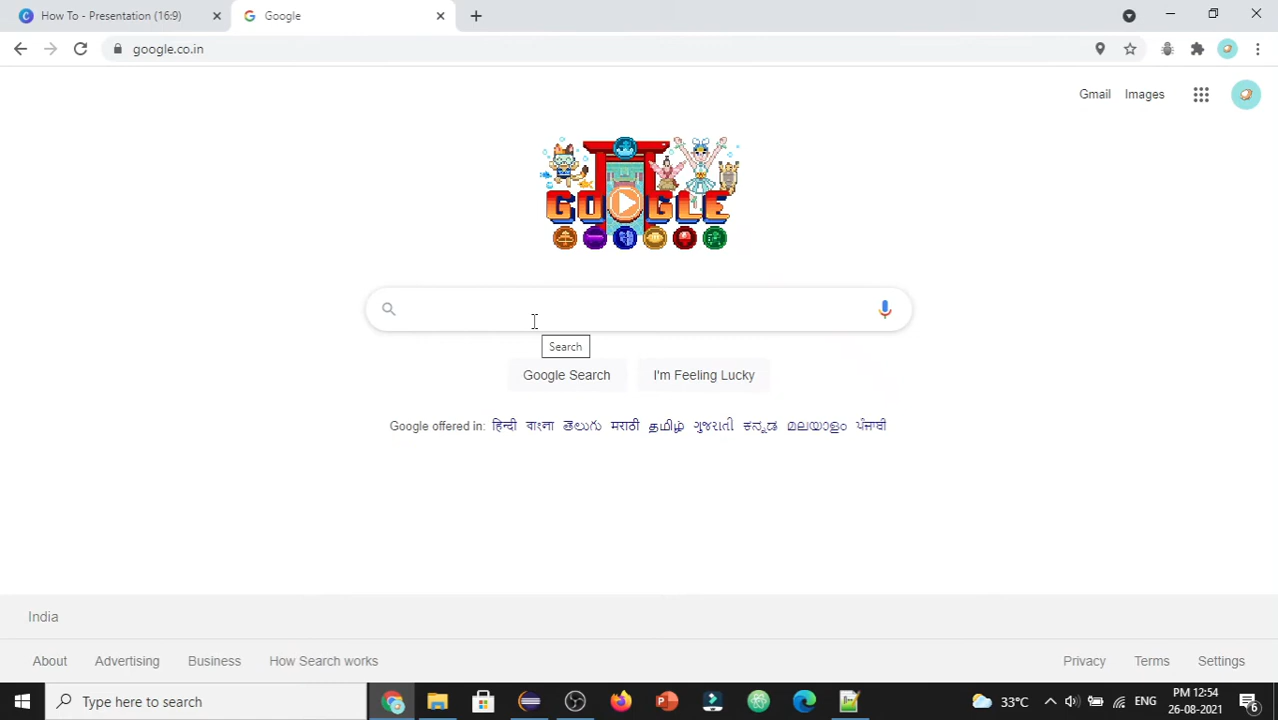 How To - Presentation (16:9)
Google
google.co.in
Gmail Images
GOOGLE
Search
Google Search I'm Feeling Lucky
Google offered in: हिन्दी বাংলা తెలుగు मराठी தமிழ் ગુજરાતી ಕನ್ನಡ മലയാളം ਪੰਜਾਬੀ
India
About Advertising Business How Search works Privacy Terms Settings
Type here to search 33°C ENG PM 12:54
26-08-2021
6